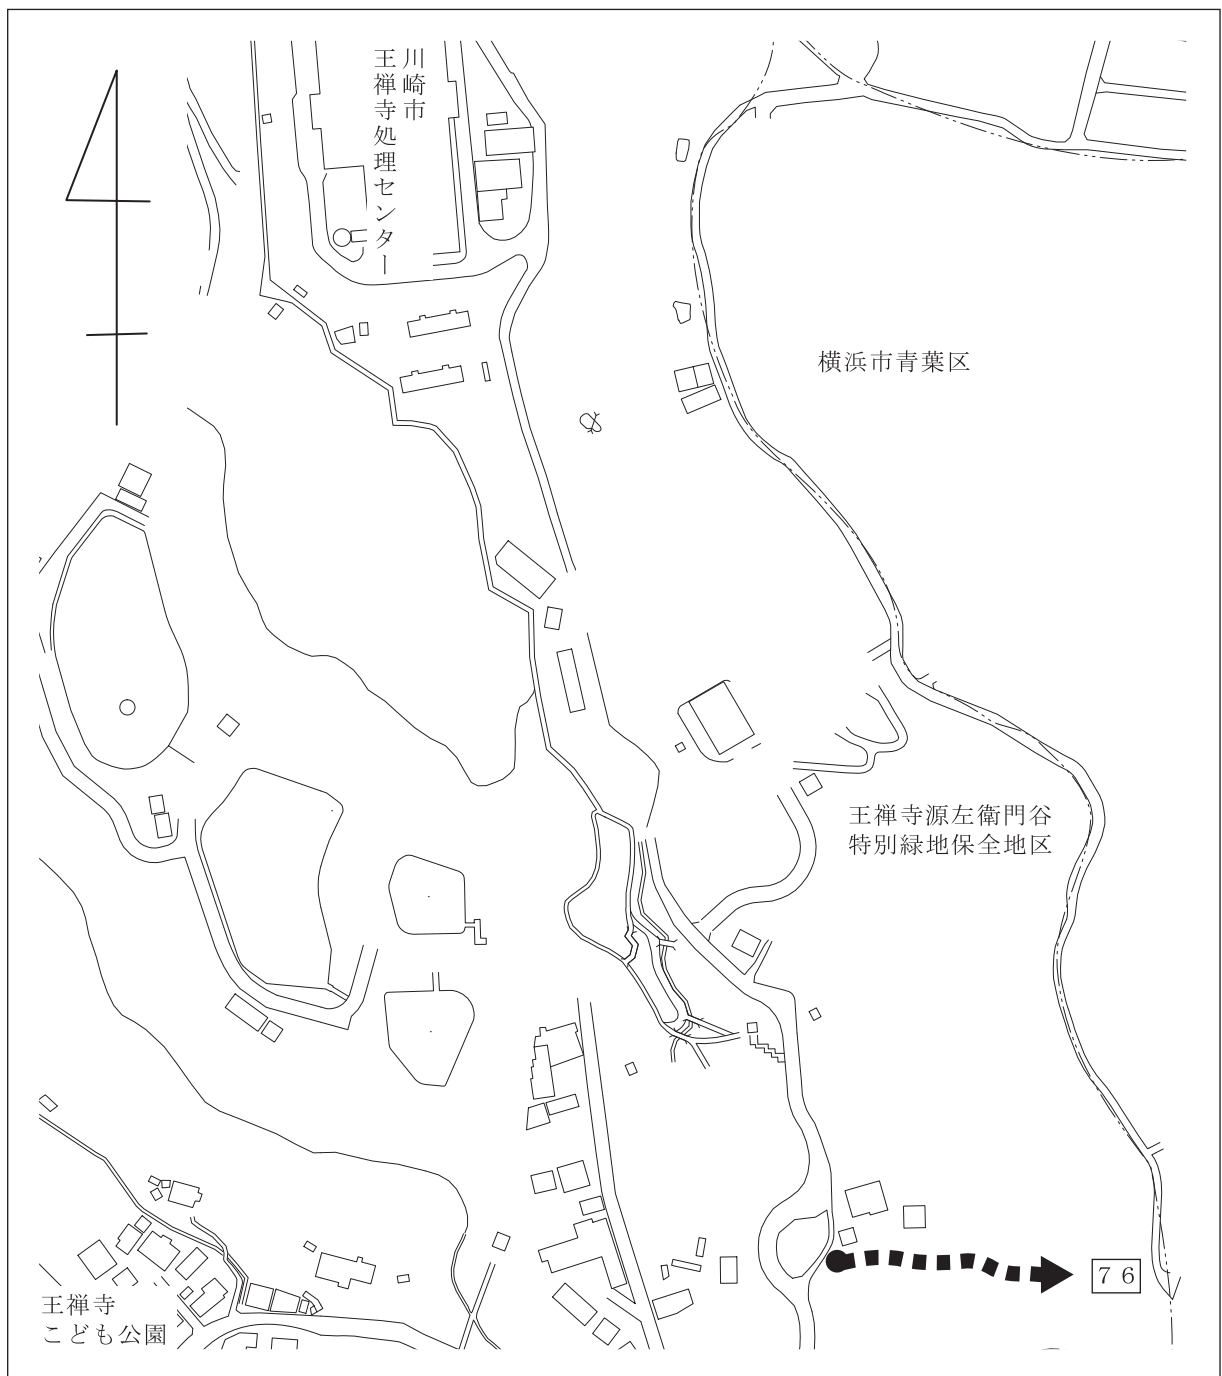 川崎市
王禅寺処理センター
横浜市青葉区
王禅寺源左衛門谷
特別緑地保全地区
76
王禅寺
こども公園